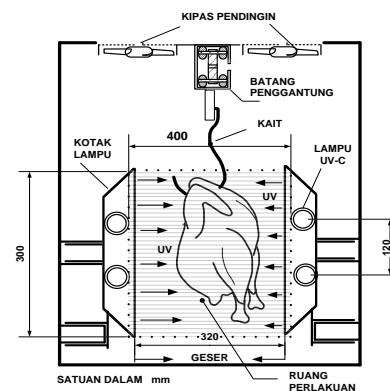 KIPAS PENDINGIN
BATANG
PENGGANTUNG
400
KAIT
KOTAK
LAMPU
LAMPU
UV-C
UV
UV
300
120
320
GESER
SATUAN DALAM mm
RUANG
PERLAKUAN